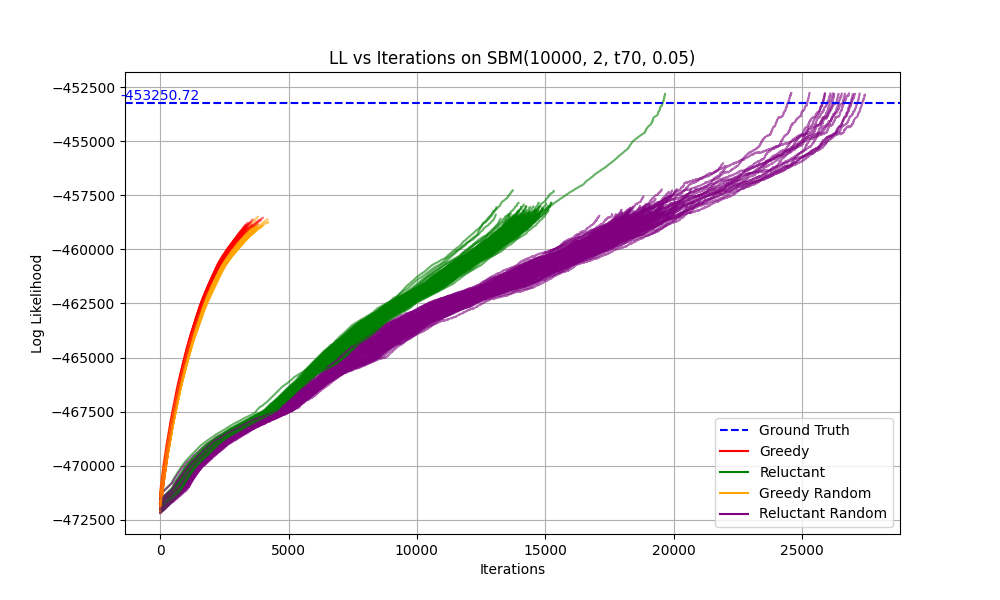 LL vs Iterations on SBM(10000, 2, t70, 0.05)
−452500
-453250.72
−455000
−457500
−460000
−462500
−465000
−467500
−470000
−472500
Log Likelihood
Ground Truth
Greedy
Reluctant
Greedy Random
Reluctant Random
0 5000 10000 15000 20000 25000
Iterations